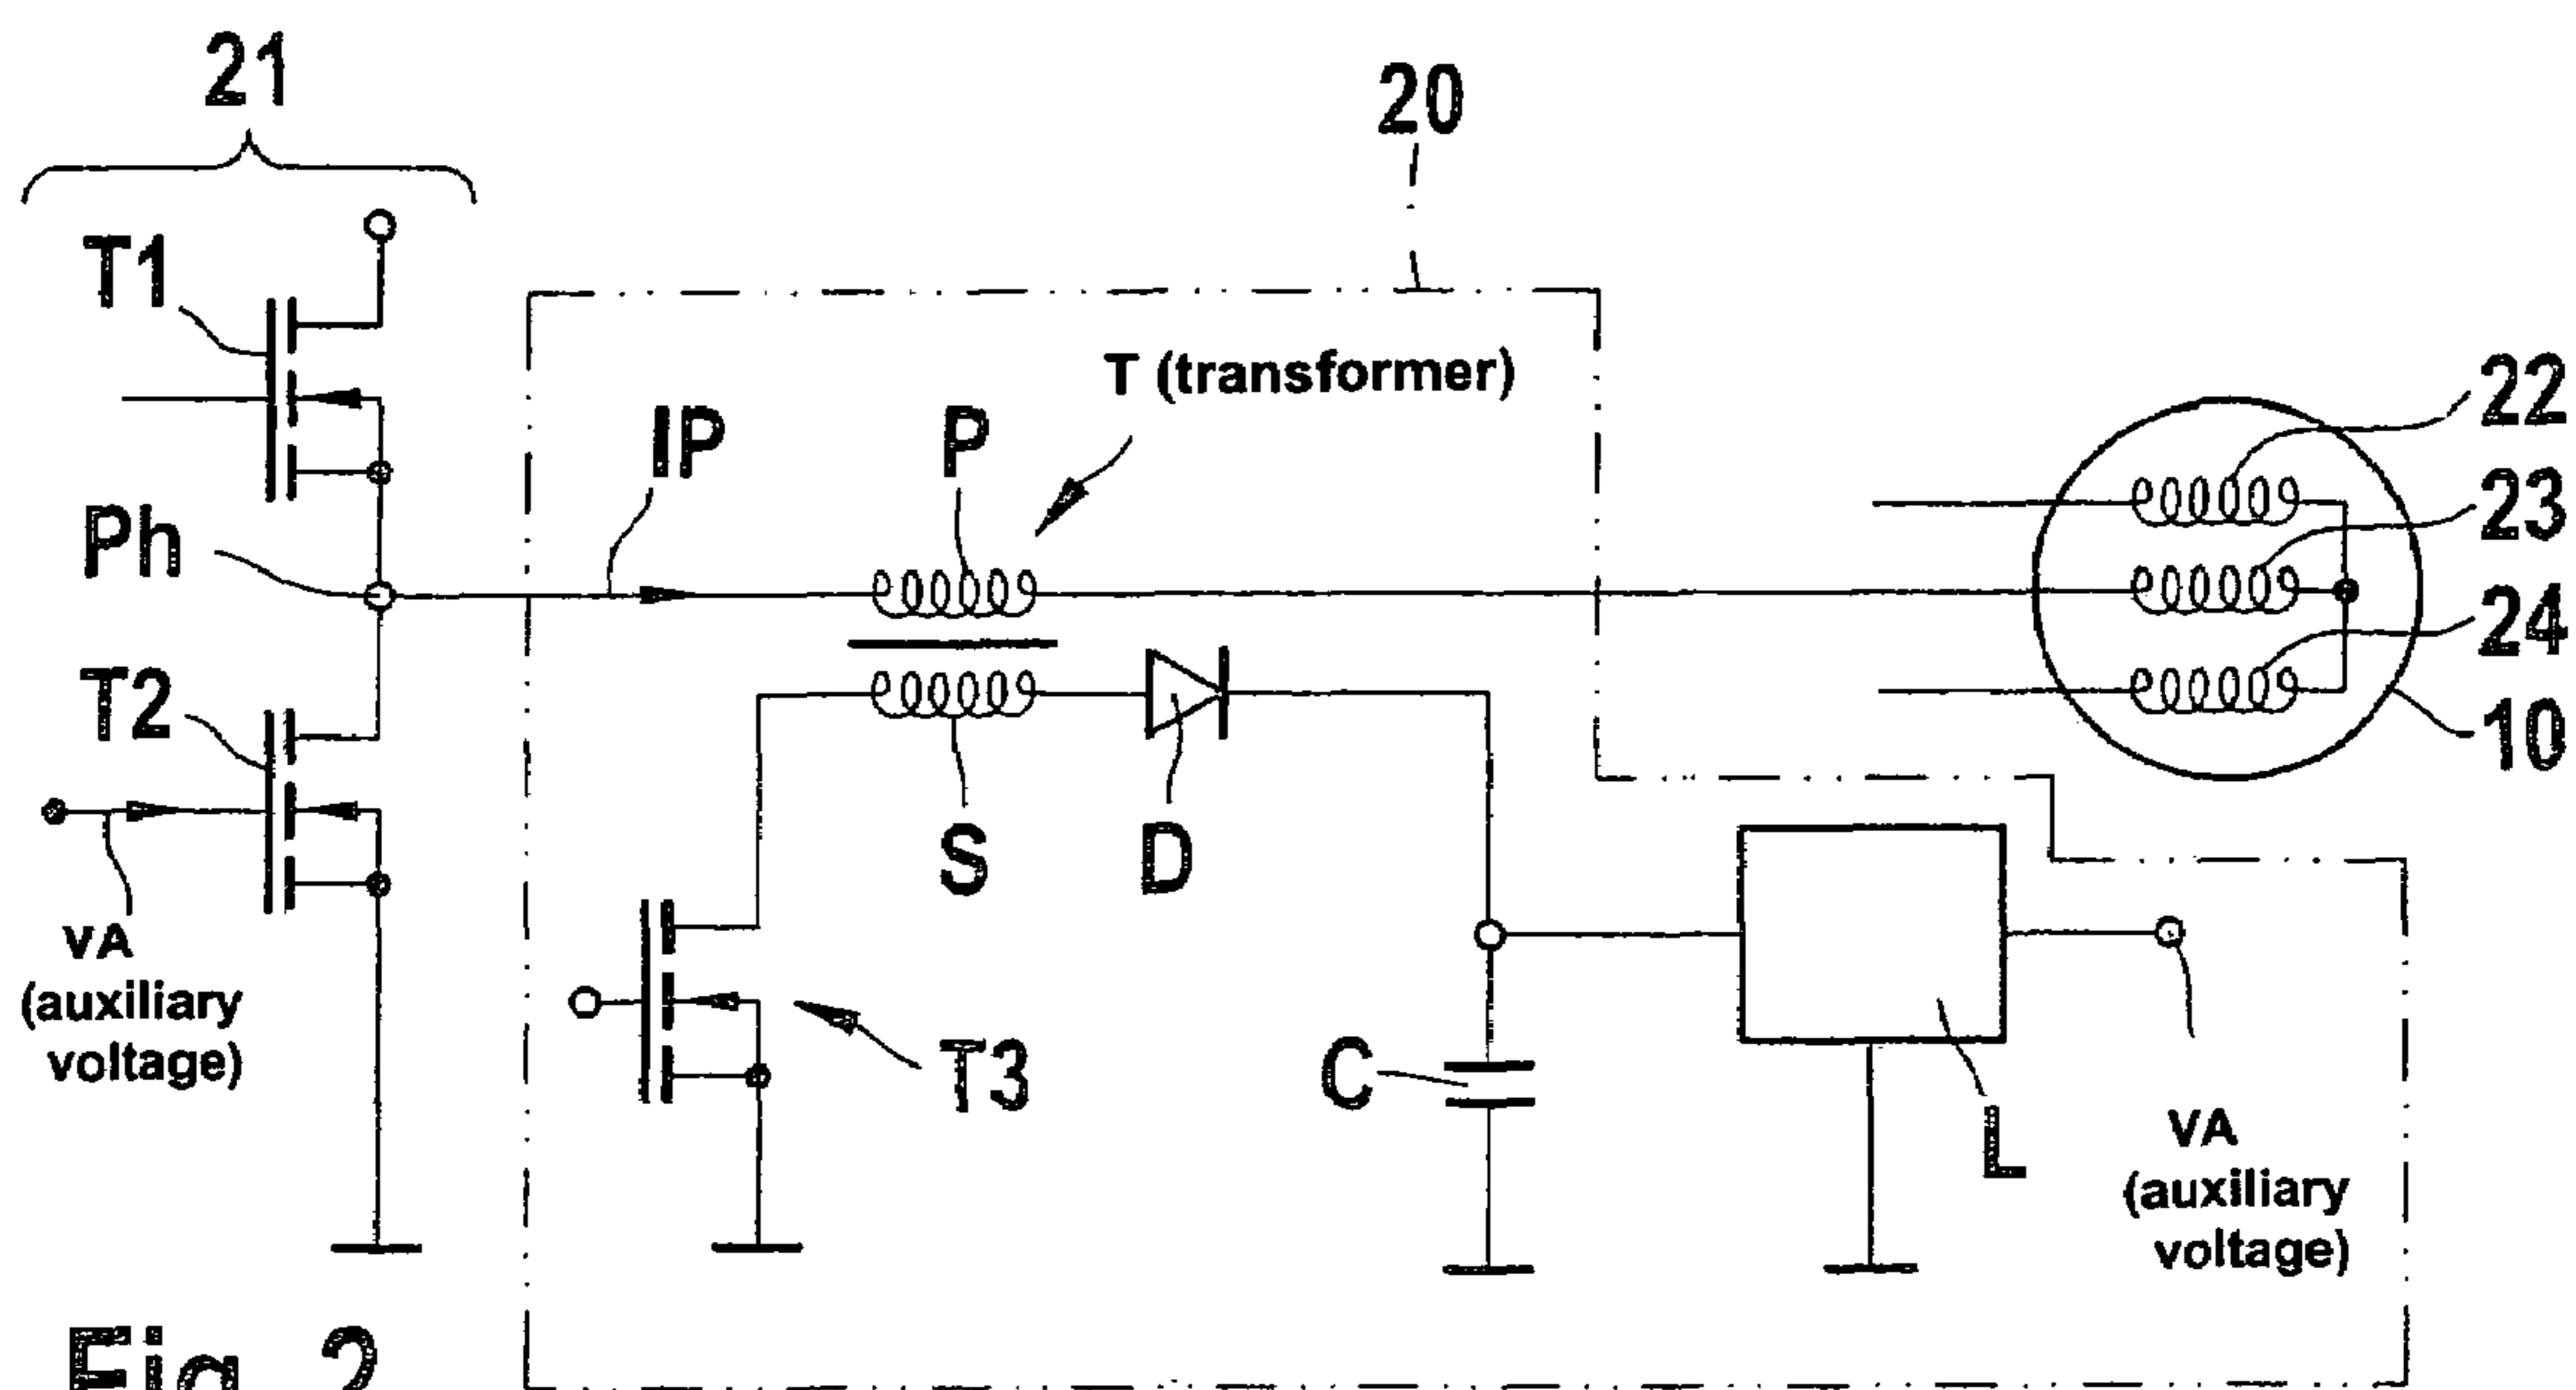 21
20
T1
T (transformer)
22
IP
P
23
Ph
24
T2
10
S
D
VA
(auxiliary
voltage)
T3
C
L
VA
(auxiliary
voltage)
Fig. 2